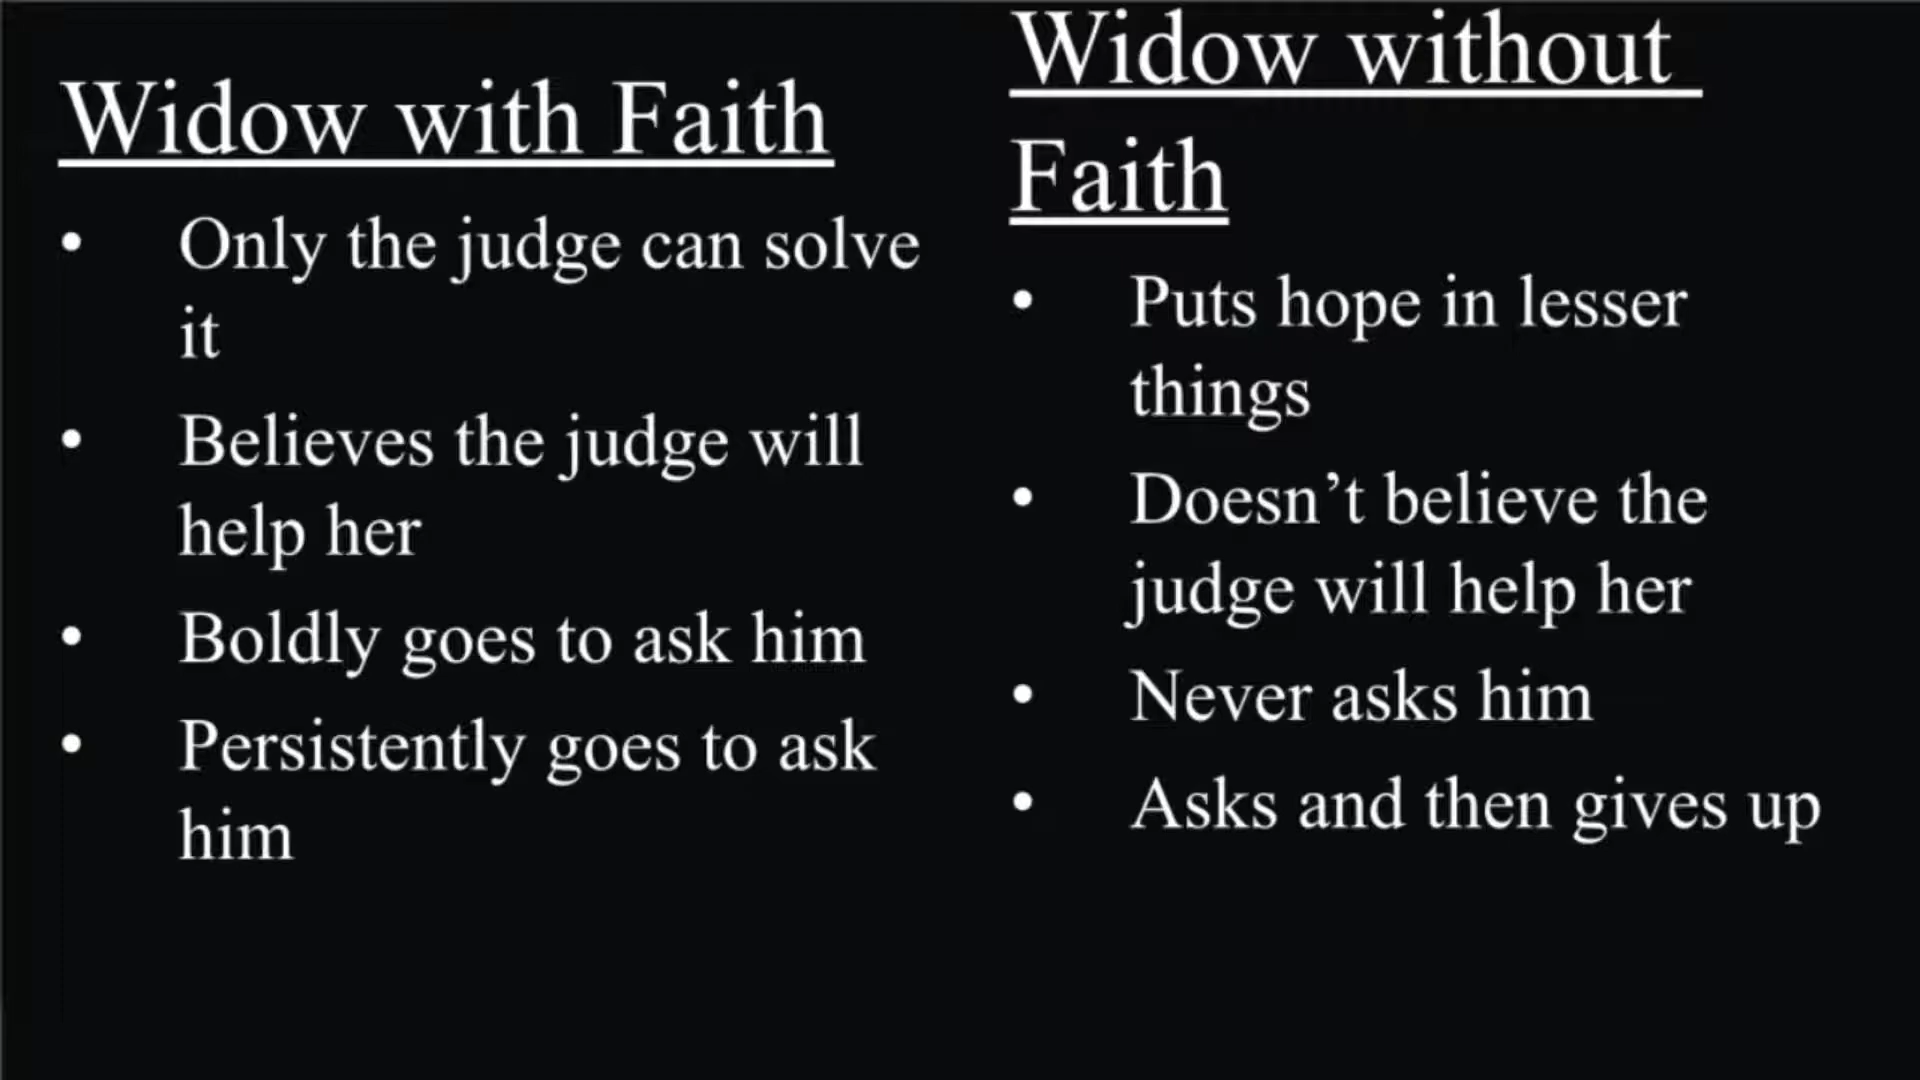 Widow with Faith
• Only the judge can solve
it
• Believes the judge will
help her
• Boldly goes to ask him
• Persistently goes to ask
him
Widow without
Faith
• Puts hope in lesser
things
• Doesn’t believe the
judge will help her
• Never asks him
• Asks and then gives up